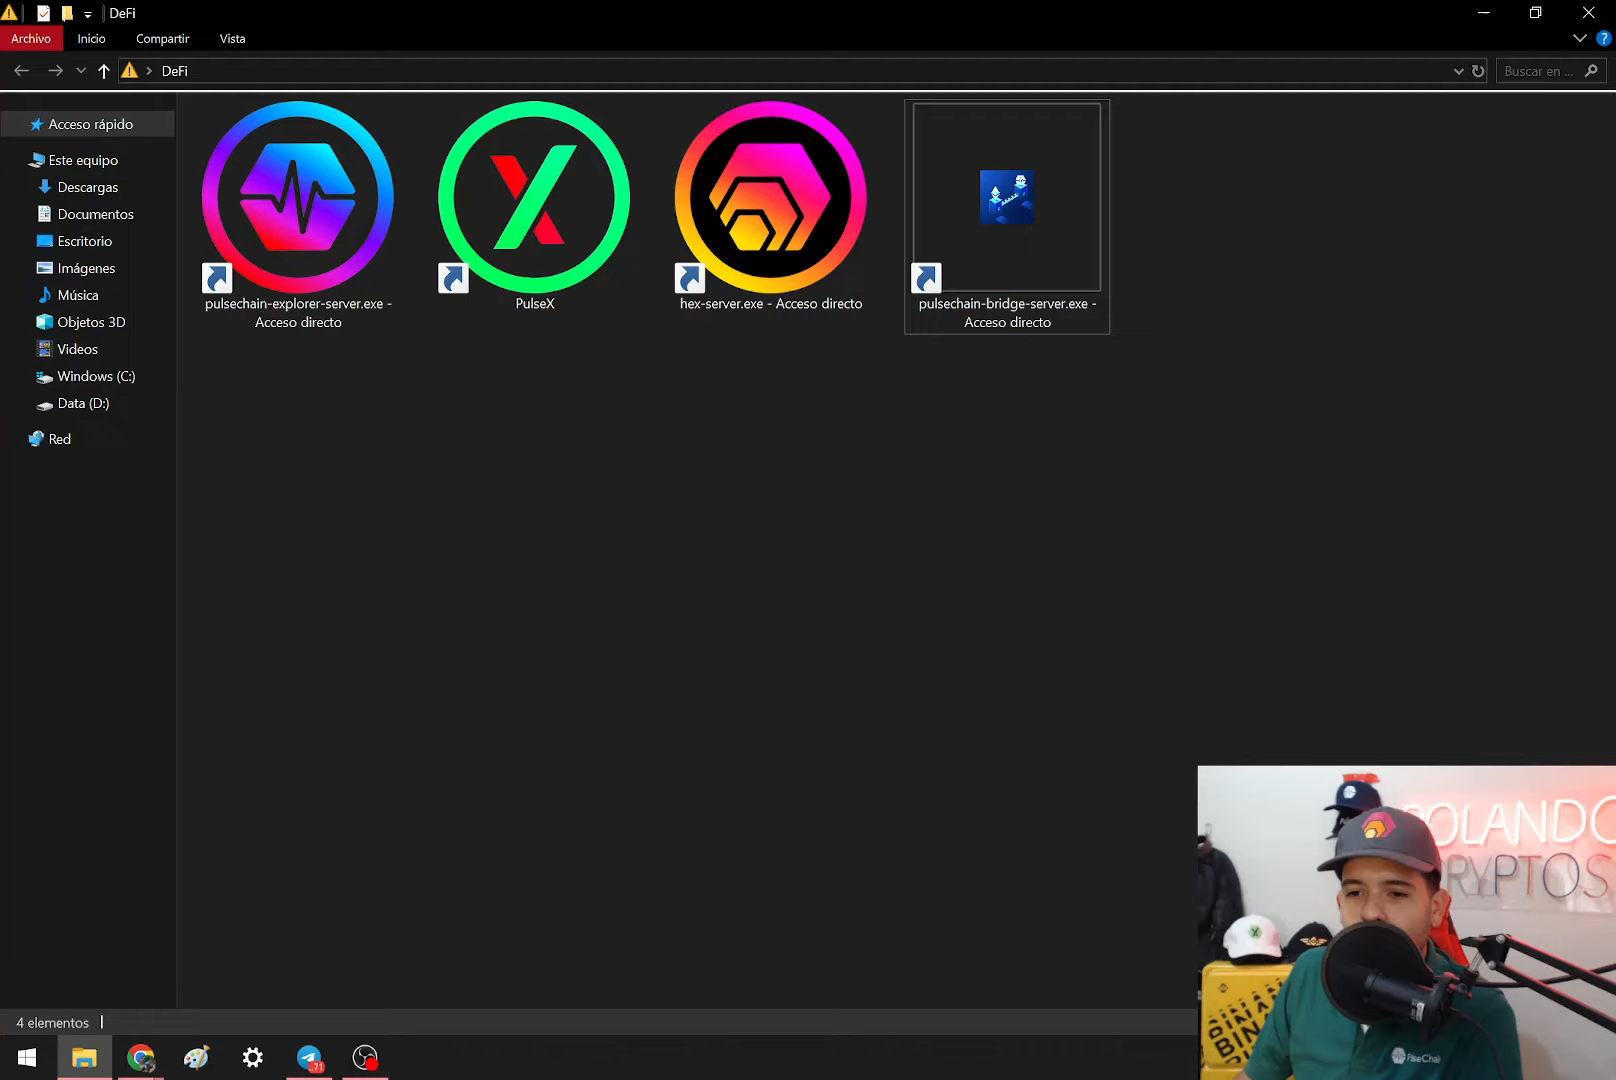 DeFi
Archivo Inicio Compartir Vista
?
DeFi
Buscar en ...
Acceso rápido
Este equipo
Descargas
Documentos
Escritorio
Imágenes
Música
Objetos 3D
Videos
Windows (C:)
Data (D:)
Red
pulsechain-explorer-server.exe -
Acceso directo
PulseX
hex-server.exe - Acceso directo
pulsechain-bridge-server.exe -
Acceso directo
OLANDO
RYPTOS
PulseChain
4 elementos
71